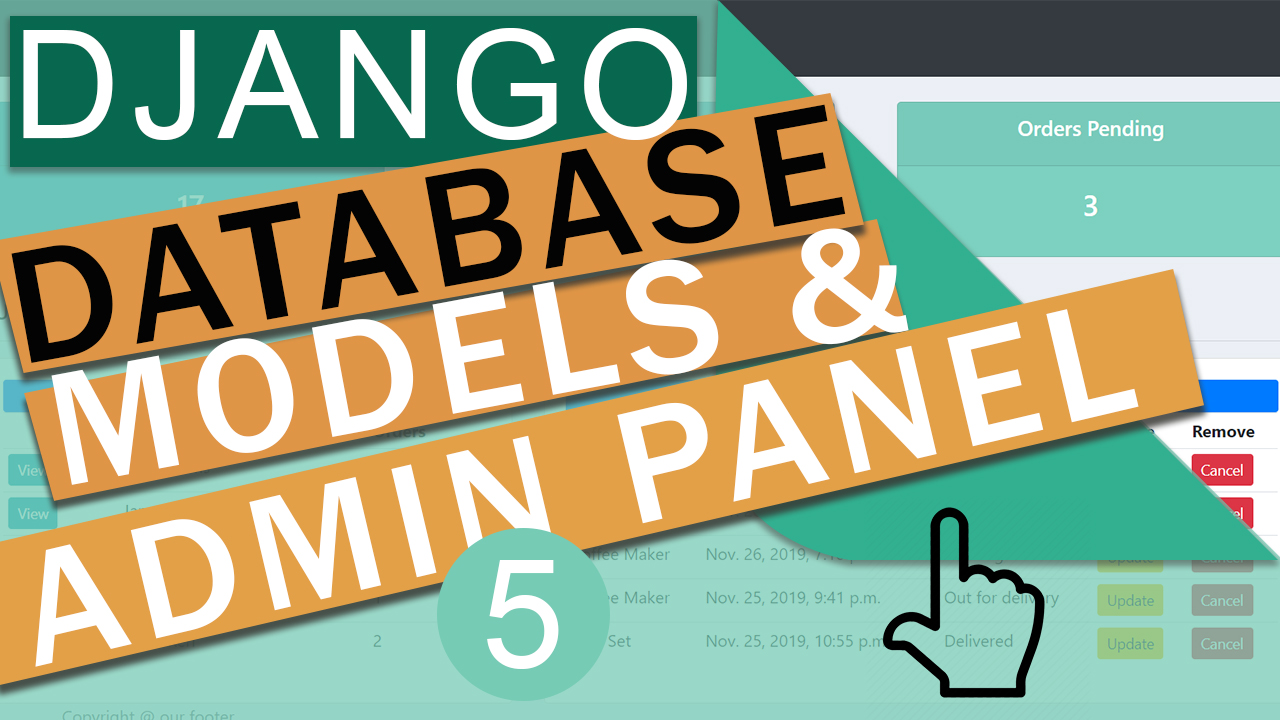 DJANGO
DATABASE
MODELS &
ADMIN PANEL
5
Orders Pending
3
17
Remove
View
Cancel
View
Nov. 26, 2019,
Cancel
Maker
Update
Maker
Nov. 25, 2019, 9:41 p.m.
Out for delivery
Update
Cancel
2
Set
Nov. 25, 2019, 10:55 p.m
Delivered
Update
Cancel
Copyright @ our footer